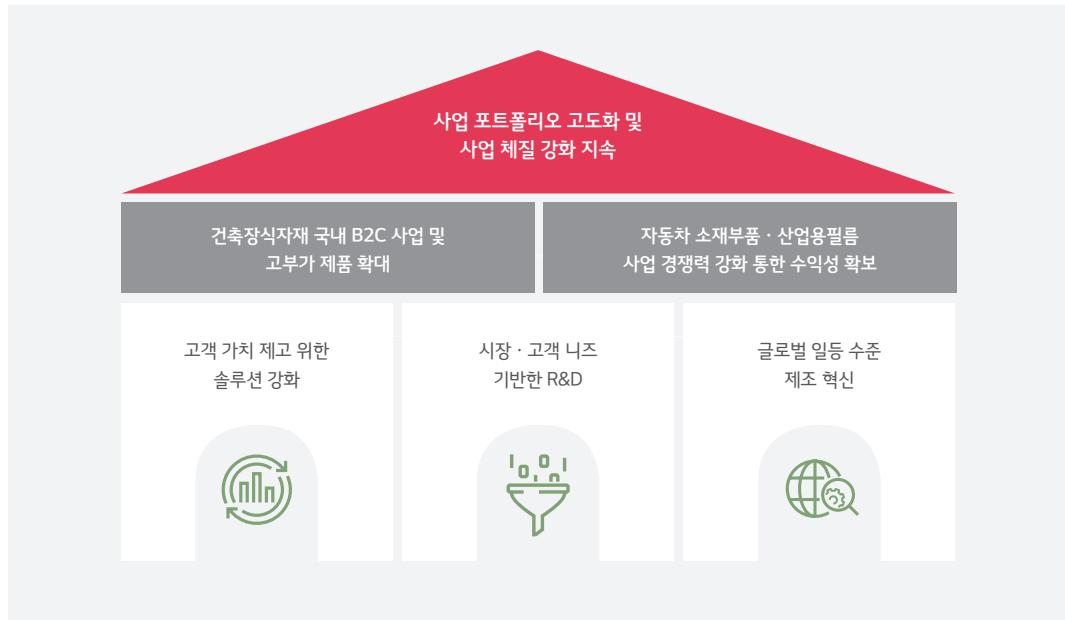 사업 포트폴리오 고도화 및
사업 체질 강화 지속
건축장식자재 국내 B2C 사업 및
고부가 제품 확대
자동차 소재부품 · 산업용필름
사업 경쟁력 강화 통한 수익성 확보
고객 가치 제고 위한
솔루션 강화
시장 · 고객 니즈
기반한 R&D
글로벌 일등 수준
제조 혁신